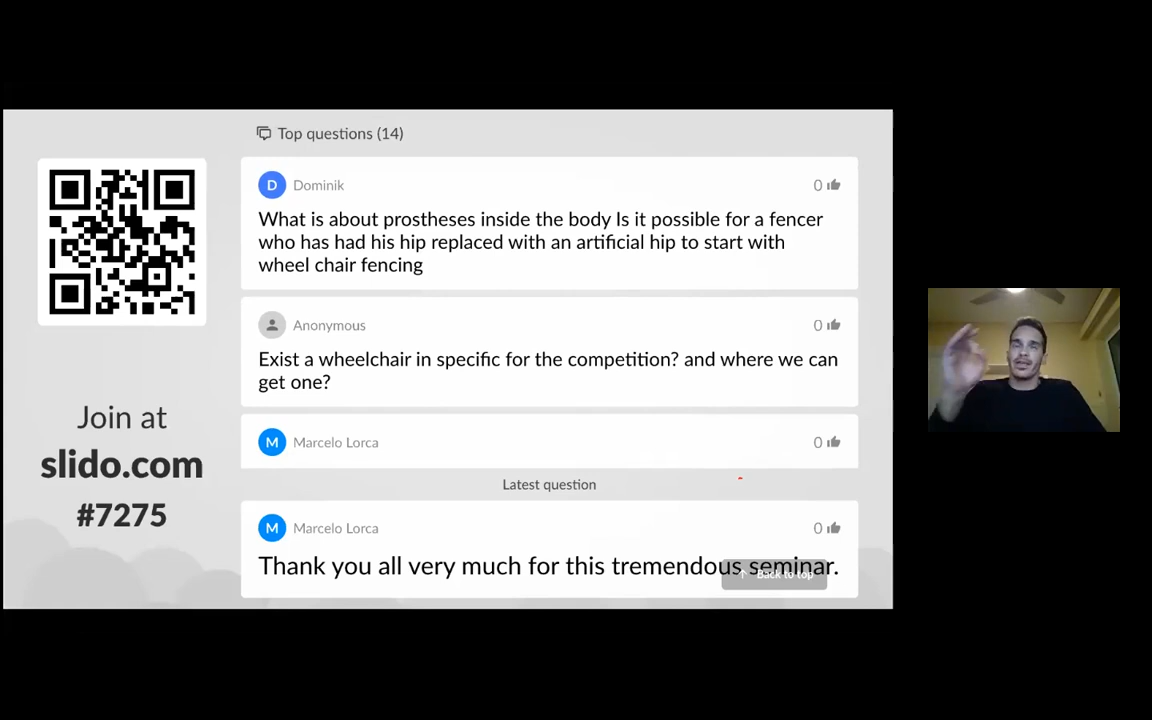 Top questions (14)
D Dominik 0
What is about prostheses inside the body Is it possible for a fencer
who has had his hip replaced with an artificial hip to start with
wheel chair fencing
Anonymous 0
Exist a wheelchair in specific for the competition? and where we can
get one?
M Marcelo Lorca 0
Latest question
M Marcelo Lorca 0
Thank you all very much for this tremendous seminar.
↑ Back to top
Join at
slido.com
#7275